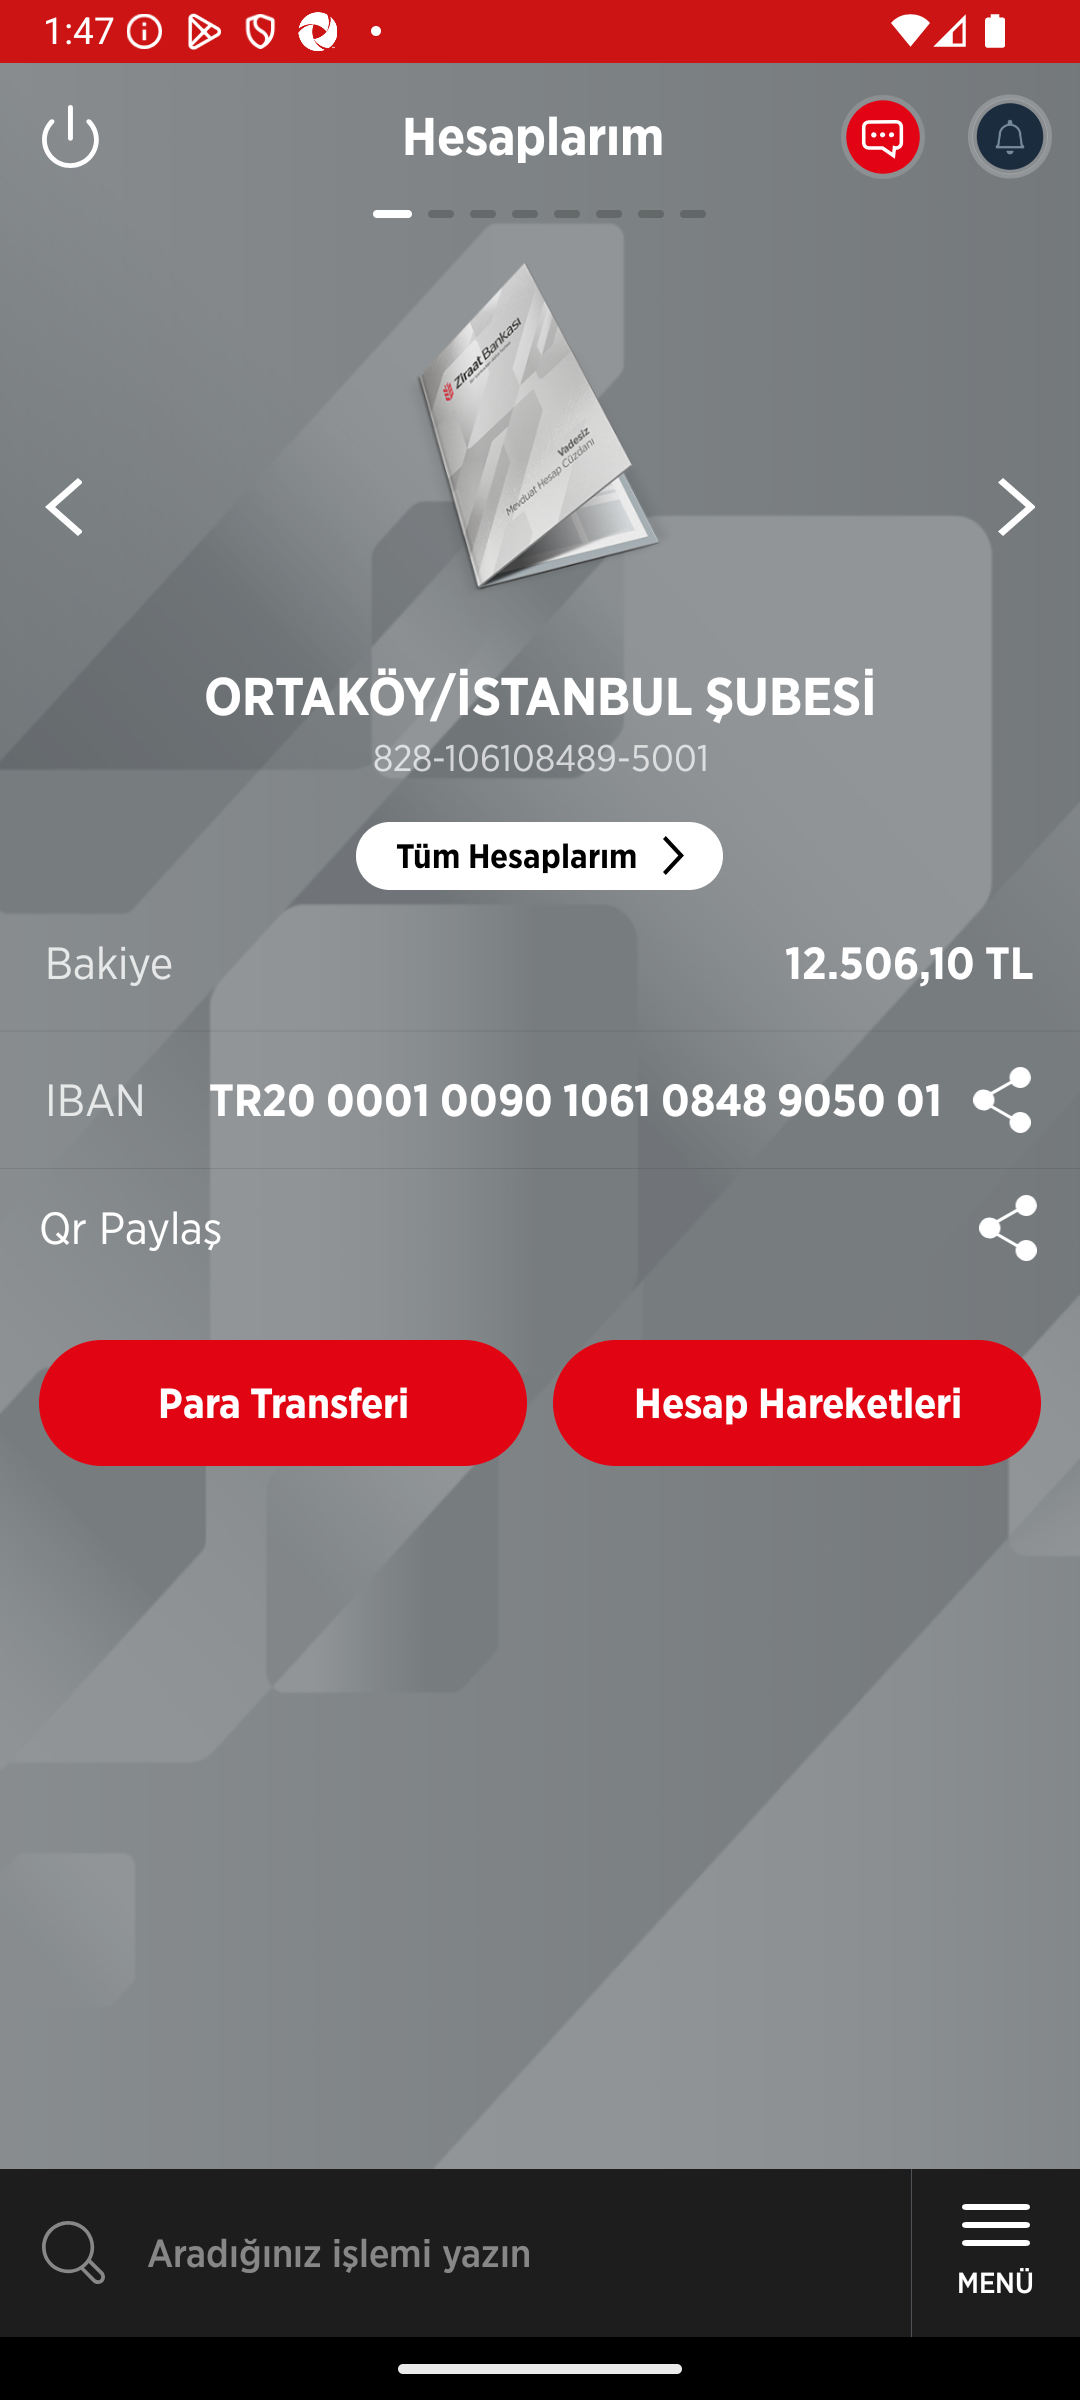 1:47
Hesaplarım
Ziraat Bankası
Vadesiz
Mevduat Hesap Cüzdanı
ORTAKÖY/İSTANBUL ŞUBESİ
828-106108489-5001
Tüm Hesaplarım
Bakiye 12.506,10 TL
IBAN TR20 0001 0090 1061 0848 9050 01
Qr Paylaş
Para Transferi Hesap Hareketleri
Aradığınız işlemi yazın
MENÜ